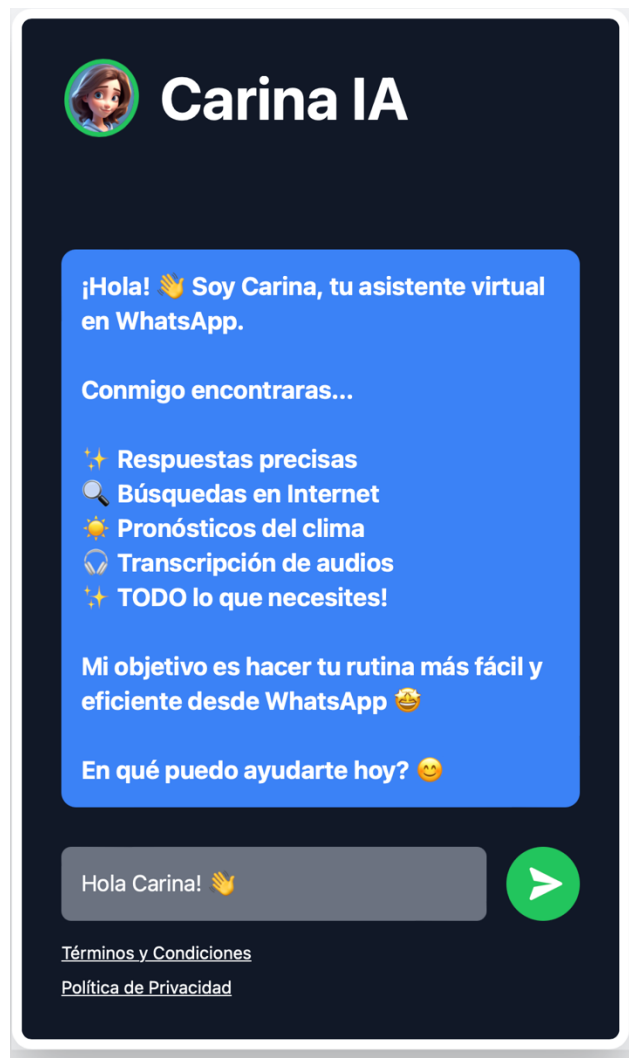 Carina IA
¡Hola! 👋 Soy Carina, tu asistente virtual
en WhatsApp.
Conmigo encontraras...
✨ Respuestas precisas
🔍 Búsquedas en Internet
☀️ Pronósticos del clima
🎧 Transcripción de audios
✨ TODO lo que necesites!
Mi objetivo es hacer tu rutina más fácil y
eficiente desde WhatsApp 🤩
En qué puedo ayudarte hoy? 😊
Hola Carina! 👋
Términos y Condiciones
Política de Privacidad